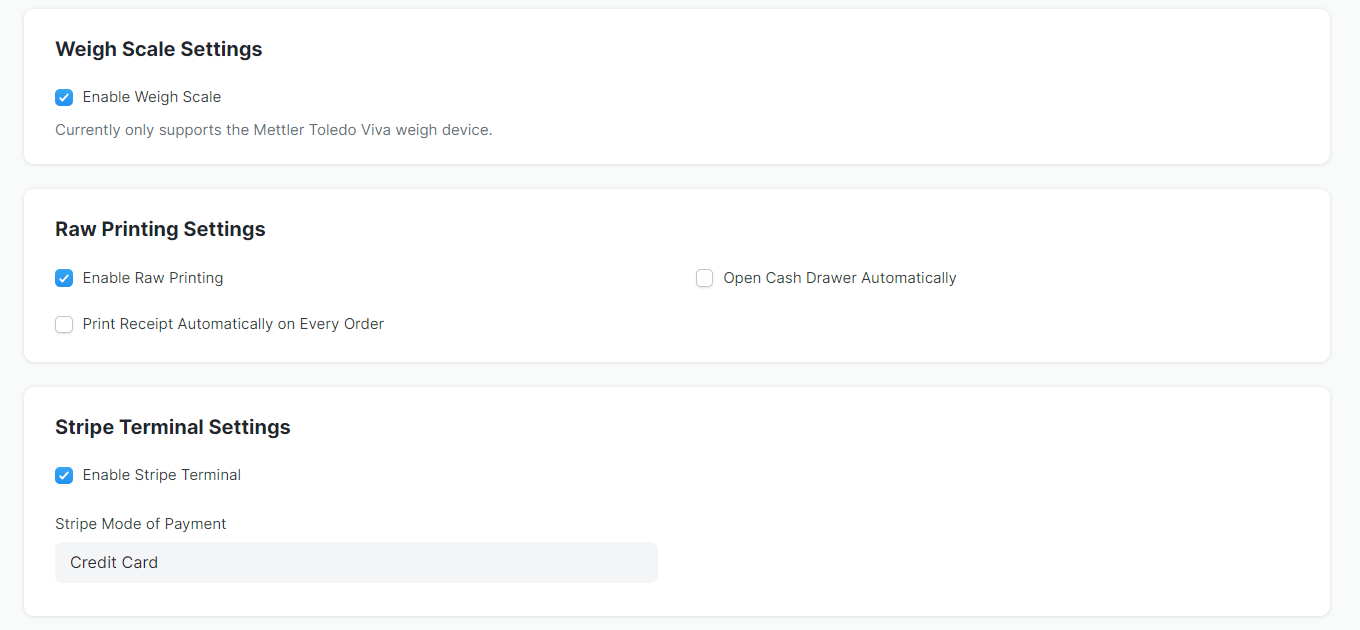 Weigh Scale Settings
Enable Weigh Scale
Currently only supports the Mettler Toledo Viva weigh device.
Raw Printing Settings
Enable Raw Printing
Open Cash Drawer Automatically
Print Receipt Automatically on Every Order
Stripe Terminal Settings
Enable Stripe Terminal
Stripe Mode of Payment
Credit Card